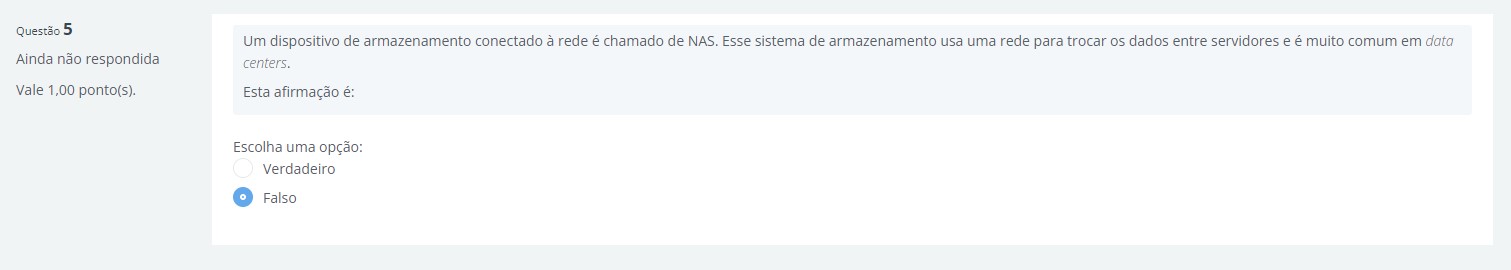 Questão 5
Ainda não respondida
Vale 1,00 ponto(s).
Um dispositivo de armazenamento conectado à rede é chamado de NAS. Esse sistema de armazenamento usa uma rede para trocar os dados entre servidores e é muito comum em data
centers.
Esta afirmação é:
Escolha uma opção:
Verdadeiro
Falso